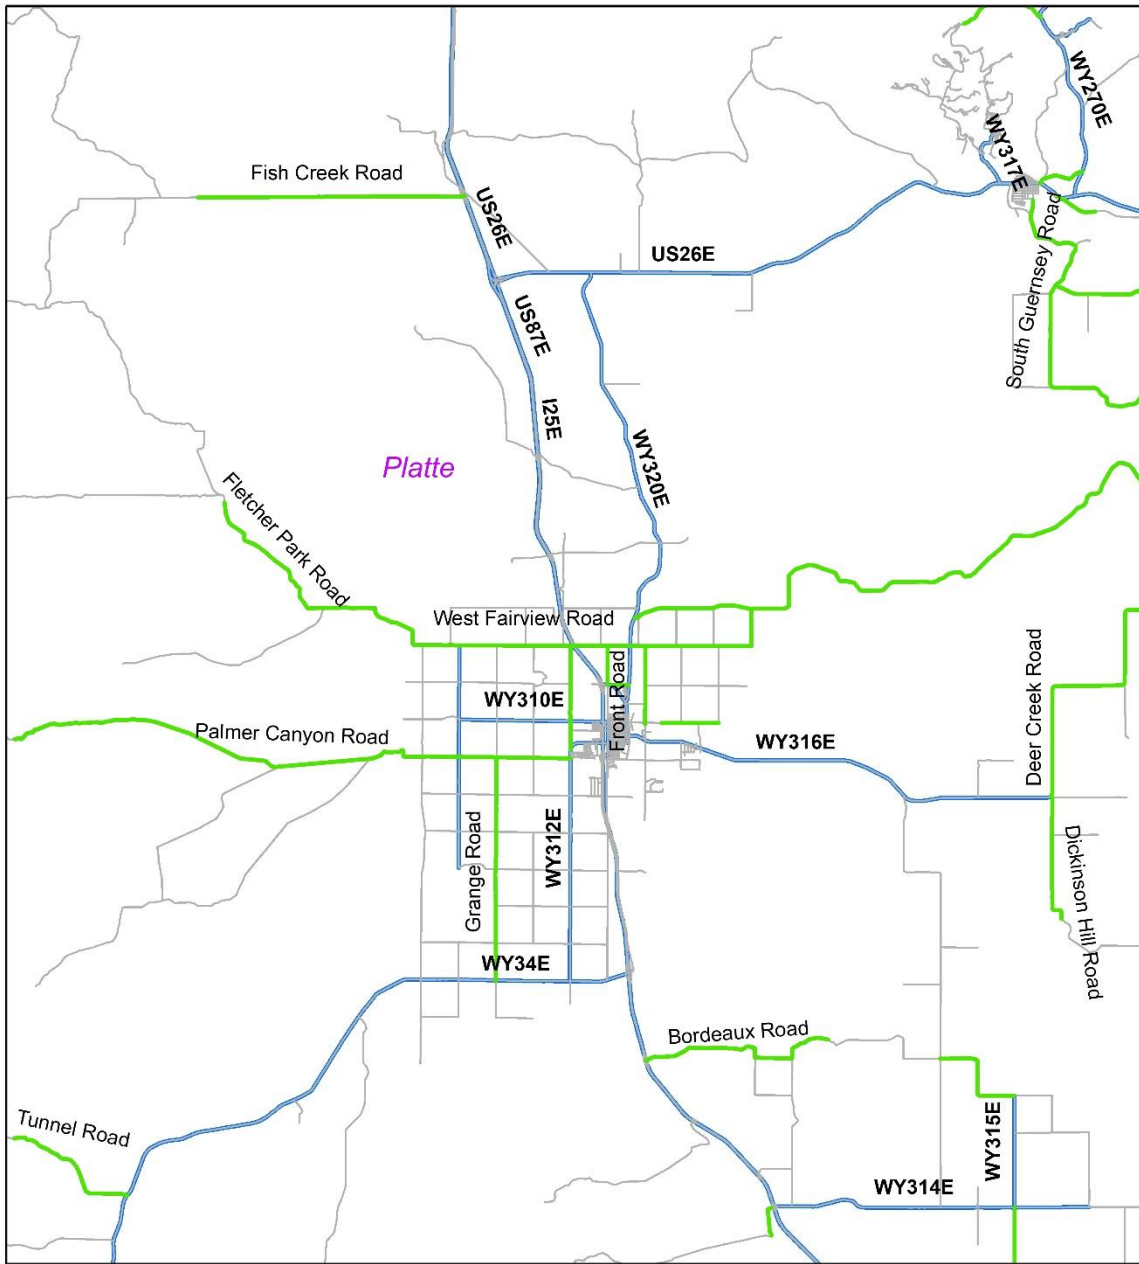 WY270E
WY317E
Fish Creek Road
US26E
US26E
South Guernsey Road
US87E
I25E
WY320E
Platte
Fletcher Park Road
West Fairview Road
Front Road
Deer Creek Road
WY310E
Palmer Canyon Road
WY316E
WY312E
Grange Road
Dickinson Hill Road
WY34E
Bordeaux Road
Tunnel Road
WY315E
WY314E